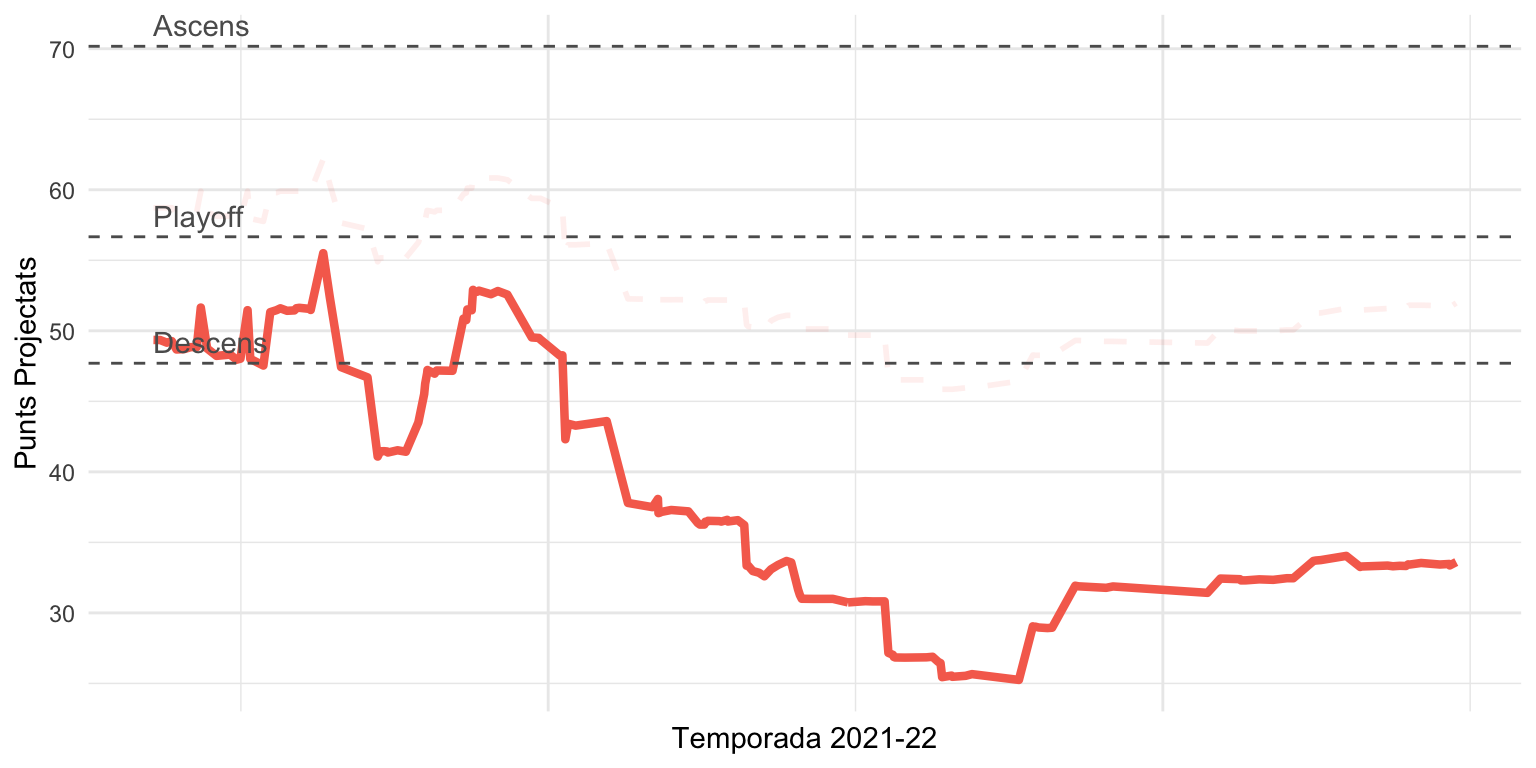 Ascens
70
60
Playoff
50
Descens
40
30
Punts Projectats
Temporada 2021-22